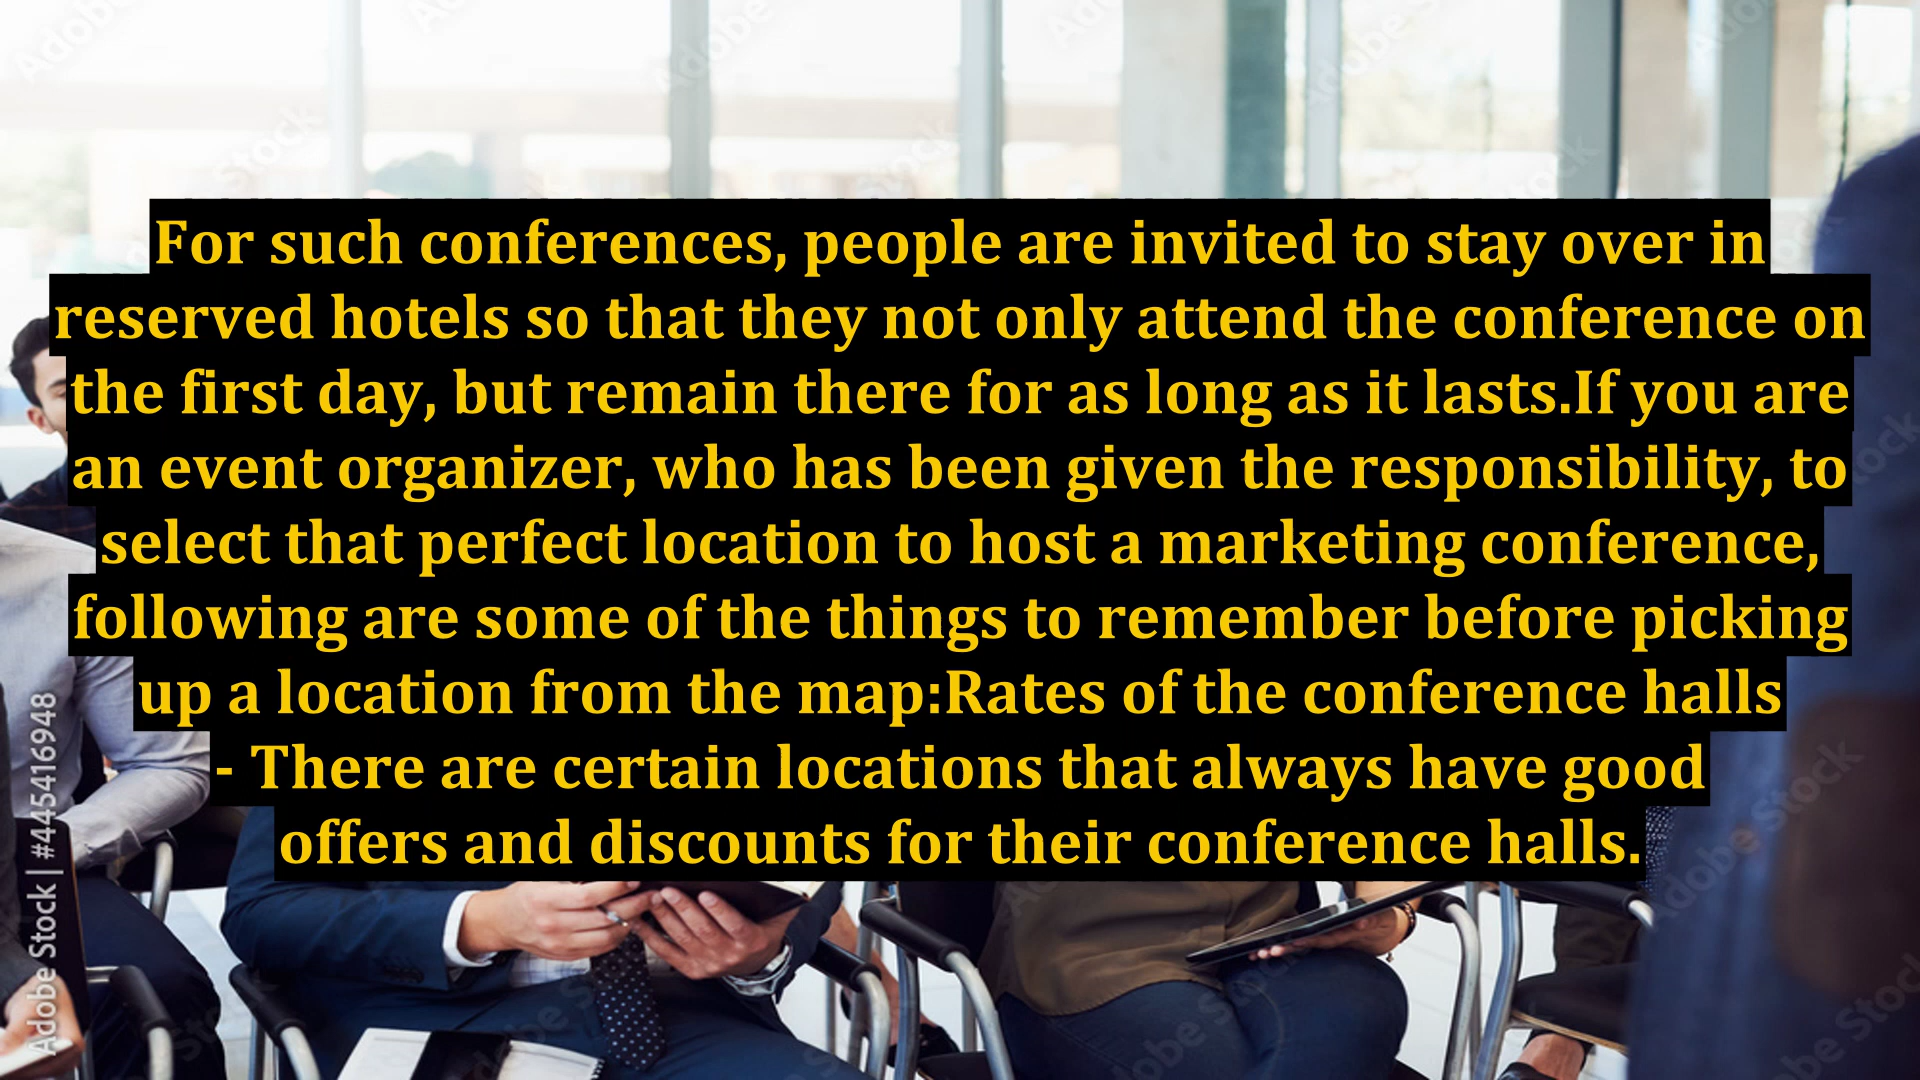 For such conferences, people are invited to stay over in
reserved hotels so that they not only attend the conference on
the first day, but remain there for as long as it lasts.If you are
an event organizer, who has been given the responsibility, to
select that perfect location to host a marketing conference,
following are some of the things to remember before picking
up a location from the map:Rates of the conference halls
- There are certain locations that always have good
offers and discounts for their conference halls.
Adobe Stock | #445416948